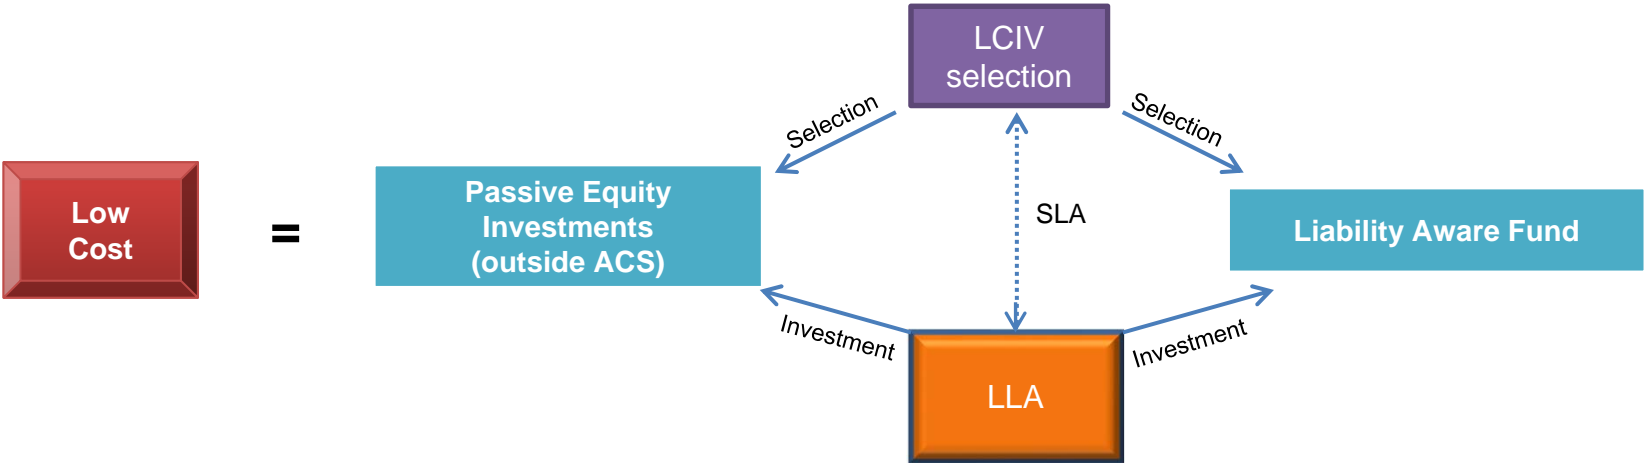 LCIV
selection
Selection
Selection
Low
Cost
=
Passive Equity
Investments
(outside ACS)
SLA
Liability Aware Fund
Investment
Investment
LLA